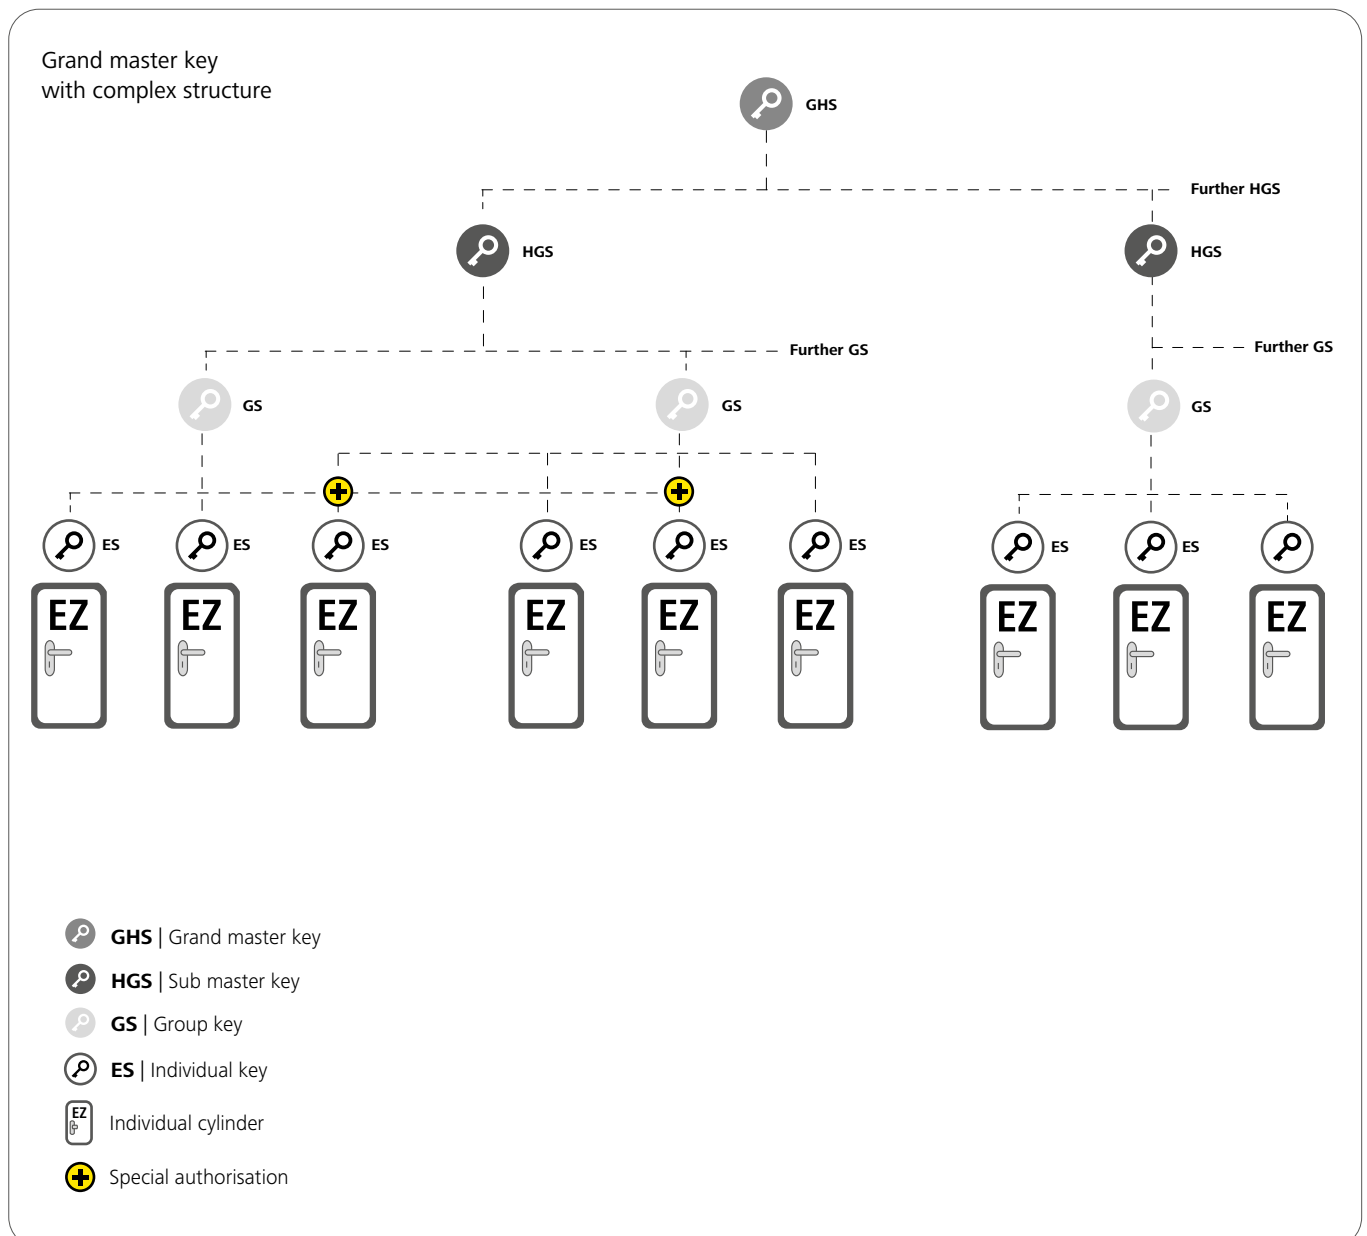 Grand master key
with complex structure
GHS
Further HGS
HGS
HGS
Further GS
Further GS
GS
GS
GS
ES
ES
ES
ES
ES
ES
ES
ES
EZ
EZ
EZ
EZ
EZ
EZ
EZ
EZ
EZ
GHS | Grand master key
HGS | Sub master key
GS | Group key
ES | Individual key
EZ
Individual cylinder
Special authorisation